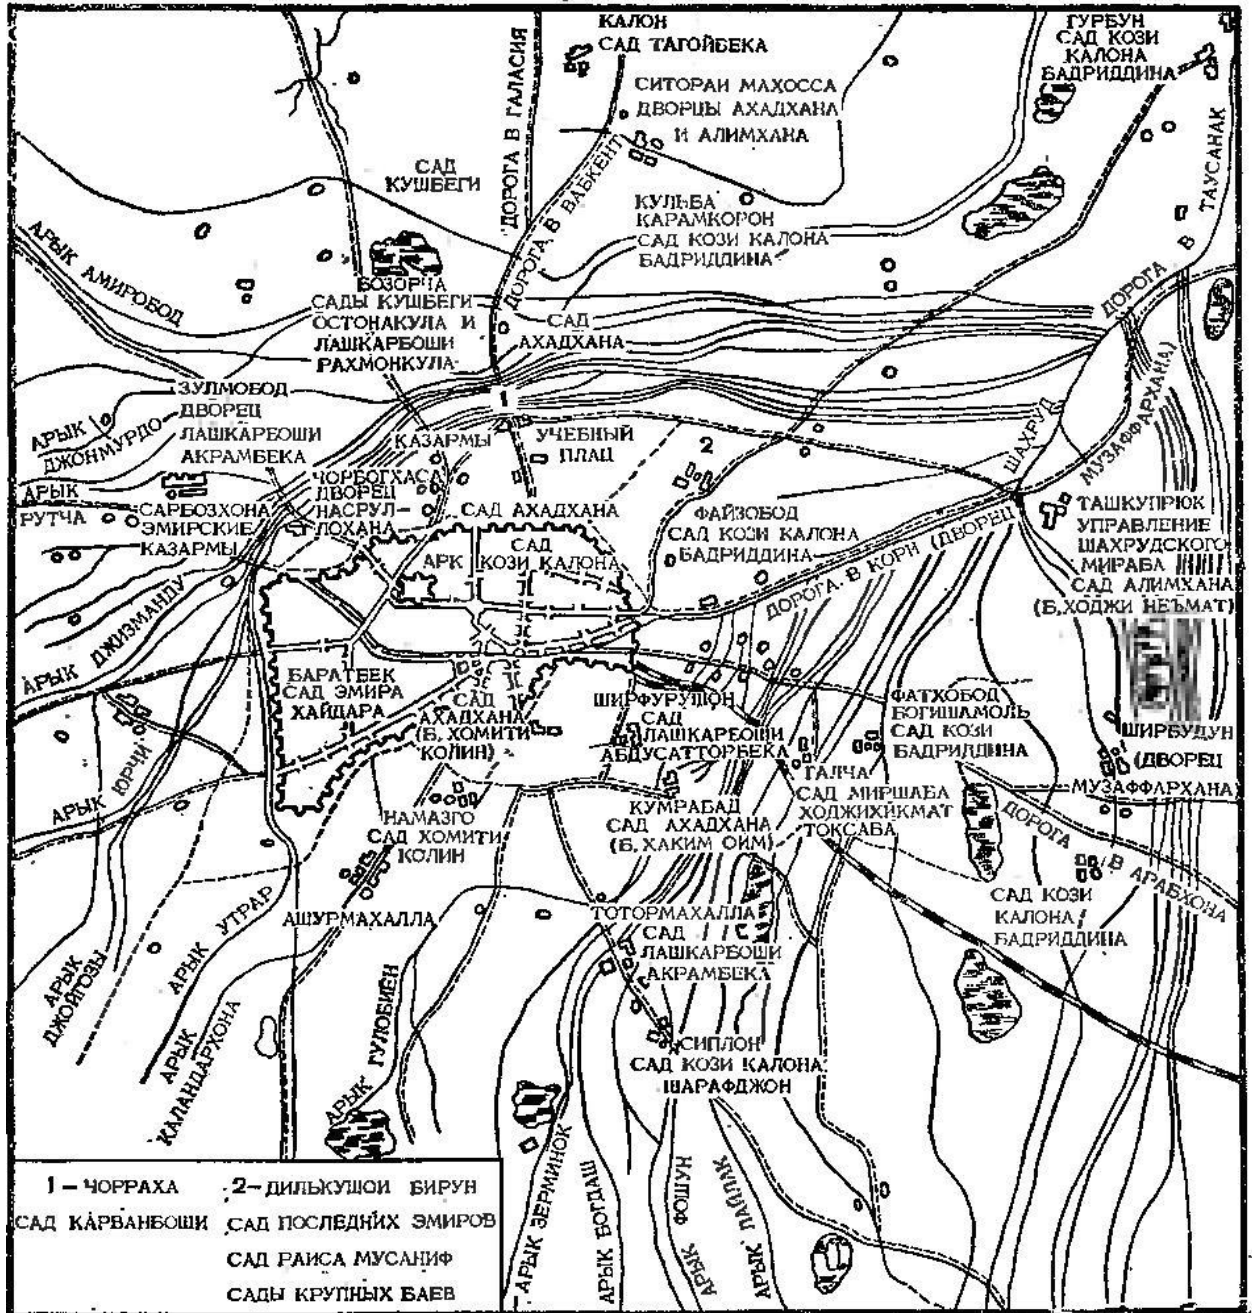 КАЛОН
САД ТАГОЙБЕКА
ГУРБУН
САД КОЗИ
КАЛОНА
БАДРИДДИНА
ДОРОГА В ГАЛАСИЯ
СИТОРАИ МАХОССА
ДВОРЦЫ АХАДХАНА
И АЛИМХАНА
ДОРОГА В ВАБКЕНТ
САД
КУШБЕГИ
КУЛЬБА
КАРАМКОРОН
САД КОЗИ КАЛОНА
БАДРИДДИНА
ДОРОГА В ТАУСАНАК
АРЫК АМИРОБОД
БОЗОРЧА
САДЫ КУШБЕГИ
ОСТОНАКУЛА И
ЛАШКАРБОШИ
РАХМОНКУЛА
САД
АХАДХАНА
1
ЗУЛМОБОД
ДВОРЕЦ
ЛАШКАРБОШИ
АКРАМБЕКА
АРЫК
ДЖОНМУРДО
КАЗАРМЫ
УЧЕБНЫЙ
ПЛАЦ
2
ШАХРУД
АРЫК
РУТЧА
САРБОЗХОНА
ЭМИРСКИЕ
КАЗАРМЫ
ЧОРБОГХАСА
ДВОРЕЦ
НАСРУЛ-
ЛОХАНА
САД АХАДХАНА
АРК
САД
КОЗИ КАЛОНА
ФАЙЗОБОД
САД КОЗИ КАЛОНА
БАДРИДДИНА
ДОРОГА В КОРИ (ДВОРЕЦ МУЗАФФАРХАНА)
ТАШКУПРЮК
УПРАВЛЕНИЕ
ШАХРУДСКОГО
МИРАБА
САД АЛИМХАНА
(Б. ХОДЖИ НЕЪМАТ)
АРЫК ДЖИЗМАНДУ
БАРАТБЕК
САД ЭМИРА
ХАЙДАРА
САД
АХАДХАНА
(Б. ХОМИТИ
КОЛИН)
ШИРФУРУШОН
САД
ЛАШКАРБОШИ
АБДУСАТТОРБЕКА
ФАТХОБОД
БОГИШАМОЛЬ
САД КОЗИ
БАДРИДДИНА
ШИРБУДУН
(ДВОРЕЦ
МУЗАФФАРХАНА)
АРЫК ЮРЧИ
НАМАЗГО
САД ХОМИТИ
КОЛИН
КУМРАБАД
САД АХАДХАНА
(Б. ХАКИМ ОИМ)
ГАЛЧА
САД МИРШАБА
ХОДЖИХИКМАТ
ТОКСАБА
ДОРОГА В АРАБХОНА
САД КОЗИ
КАЛОНА
БАДРИДДИНА
АШУРМАХАЛЛА
ТОТОРМАХАЛЛА
САД
ЛАШКАРБОШИ
АКРАМБЕКА
АРЫК
ДЖОЙГОЗЫ
АРЫК УТРАР
АРЫК
КАЛАНДАРХОНА
АРЫК ГУЛОБИЕН
СИПЛОН
САД КОЗИ КАЛОНА
ШАРАФДЖОН
АРЫК ЗЕРМИНОК
АРЫК БОГДАШ
АРЫК ФОШУН
АРЫК ПАЙПАК
1 – ЧОРРАХА
САД КАРВАНБОШИ
2 – ДИЛЬКУШОИ БИРУН
САД ПОСЛЕДНИХ ЭМИРОВ
САД РАИСА МУСАНИФ
САДЫ КРУПНЫХ БАЕВ